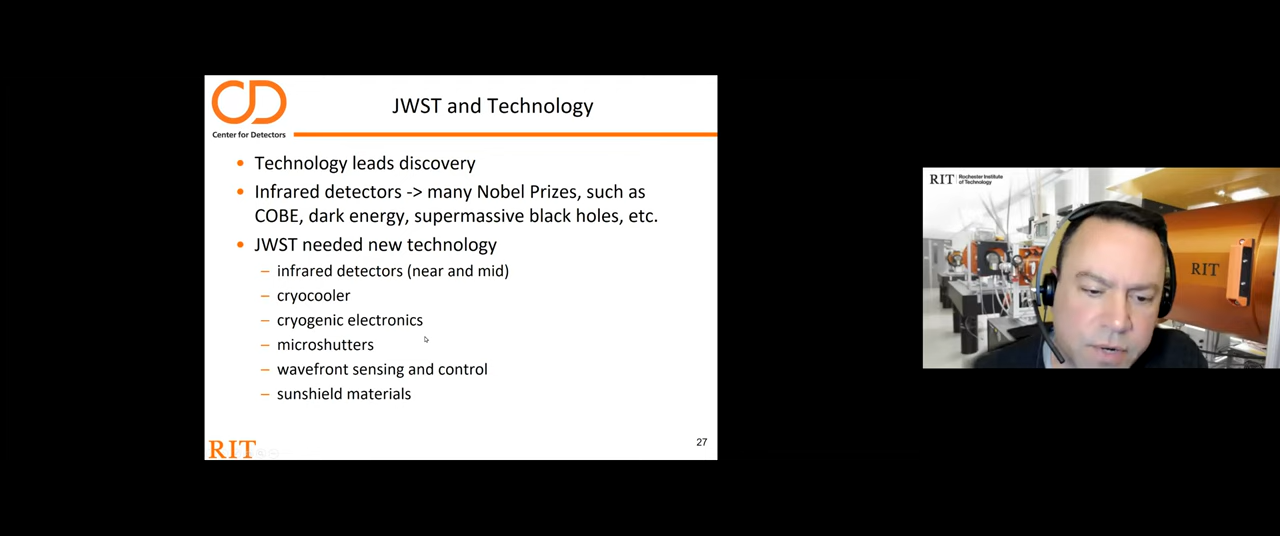 JWST and Technology
Center for Detectors
• Technology leads discovery
• Infrared detectors -> many Nobel Prizes, such as
COBE, dark energy, supermassive black holes, etc.
• JWST needed new technology
– infrared detectors (near and mid)
– cryocooler
– cryogenic electronics
– microshutters
– wavefront sensing and control
– sunshield materials
RIT
27
RIT | Rochester Institute
of Technology
RIT